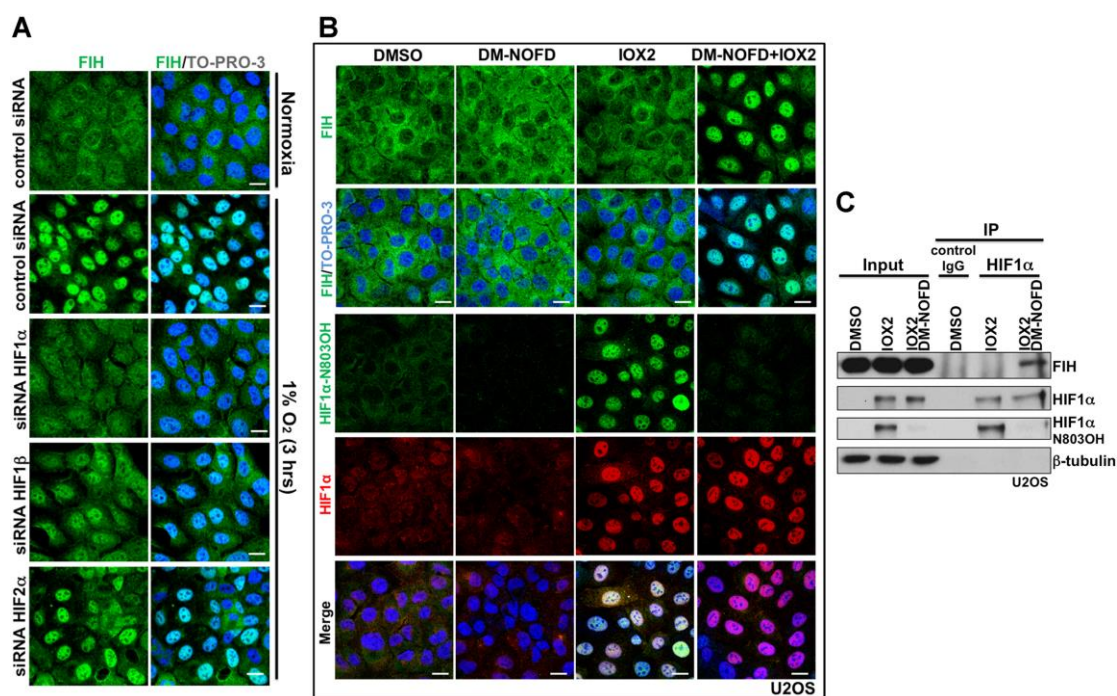 A
FIH
FIH/TO-PRO-3
control siRNA
Normoxia
control siRNA
siRNA HIF1α
siRNA HIF1β
siRNA HIF2α
1% O₂ (3 hrs)
B
DMSO
DM-NOFD
IOX2
DM-NOFD+IOX2
FIH
FIH/TO-PRO-3
HIF1α-N803OH
HIF1α
Merge
U2OS
C
IP
Input
control
IgG
HIF1α
DMSO
IOX2
IOX2
DM-NOFD
DMSO
IOX2
IOX2
DM-NOFD
FIH
HIF1α
HIF1α
N803OH
β-tubulin
U2OS